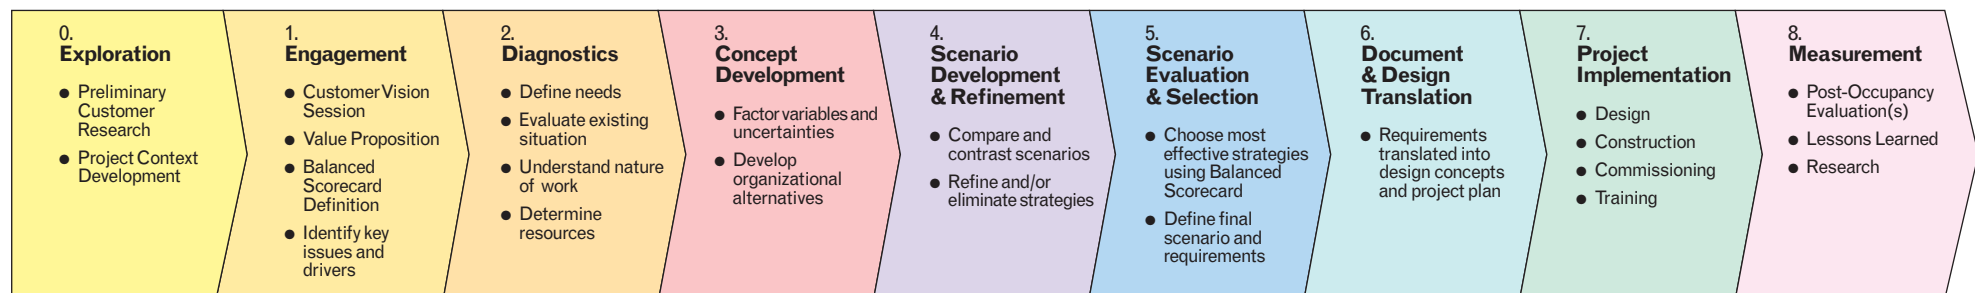 0.
Exploration
● Preliminary
Customer
Research
● Project Context
Development
1.
Engagement
● Customer Vision
Session
● Value Proposition
● Balanced
Scorecard
Definition
● Identify key
issues and
drivers
2.
Diagnostics
● Define needs
● Evaluate existing
situation
● Understand nature
of work
● Determine
resources
3.
Concept
Development
● Factor variables and
uncertainties
● Develop
organizational
alternatives
4.
Scenario
Development
& Refinement
● Compare and
contrast scenarios
● Refine and/or
eliminate strategies
5.
Scenario
Evaluation
& Selection
● Choose most
effective strategies
using Balanced
Scorecard
● Define final
scenario and
requirements
6.
Document
& Design
Translation
● Requirements
translated into
design concepts
and project plan
7.
Project
Implementation
● Design
● Construction
● Commissioning
● Training
8.
Measurement
● Post-Occupancy
Evaluation(s)
● Lessons Learned
● Research